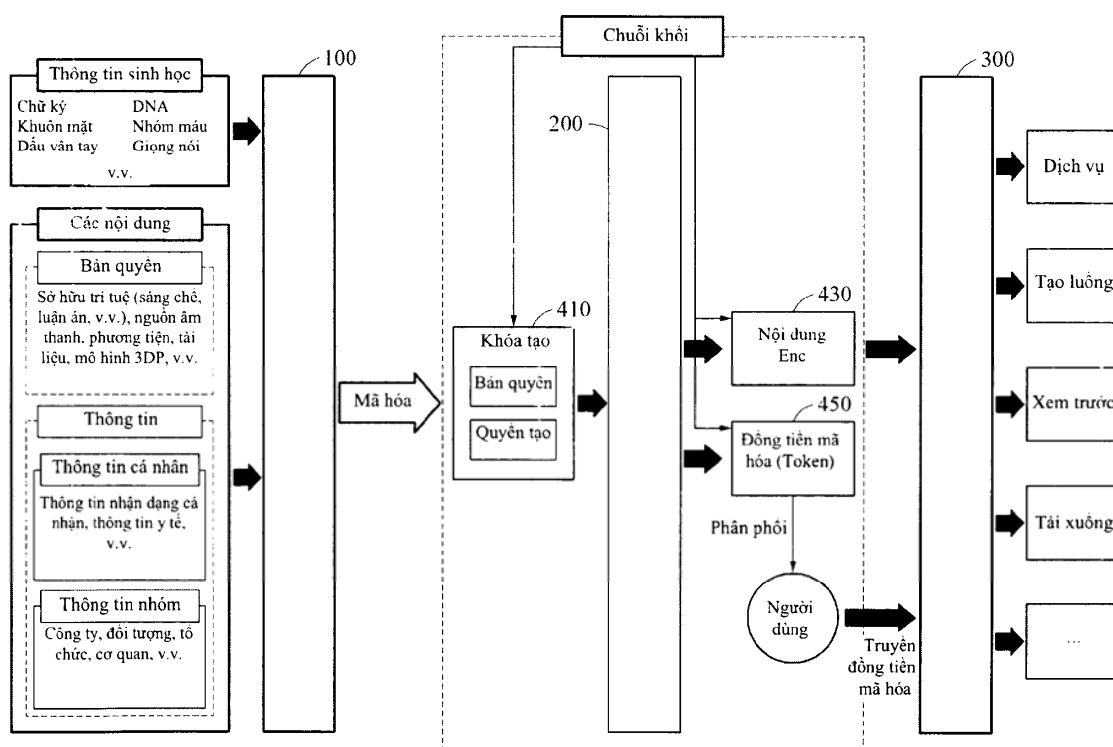 Chuỗi khối
Thông tin sinh học
Chữ ký
DNA
Khuôn mặt
Nhóm máu
Dấu vân tay
Giọng nói
v.v.
Các nội dung
Bản quyền
Sở hữu trí tuệ (sáng chế,
luận án, v.v.), nguồn âm
thanh, phương tiện, tài
liệu, mô hình 3DP, v.v.
Thông tin
Thông tin cá nhân
Thông tin nhận dạng cá
nhận, thông tin y tế,
v.v.
Thông tin nhóm
Công ty, đối tượng, tổ
chức, cơ quan, v.v.
100
Mã hóa
410
Khóa tạo
Bản quyền
Quyền tạo
200
430
Nội dung
Enc
450
Đồng tiền mã
hóa (Token)
Phân phối
Người
dùng
Truyền
đồng tiền
mã hóa
300
Dịch vụ
Tạo luồng
Xem trước
Tải xuống
...